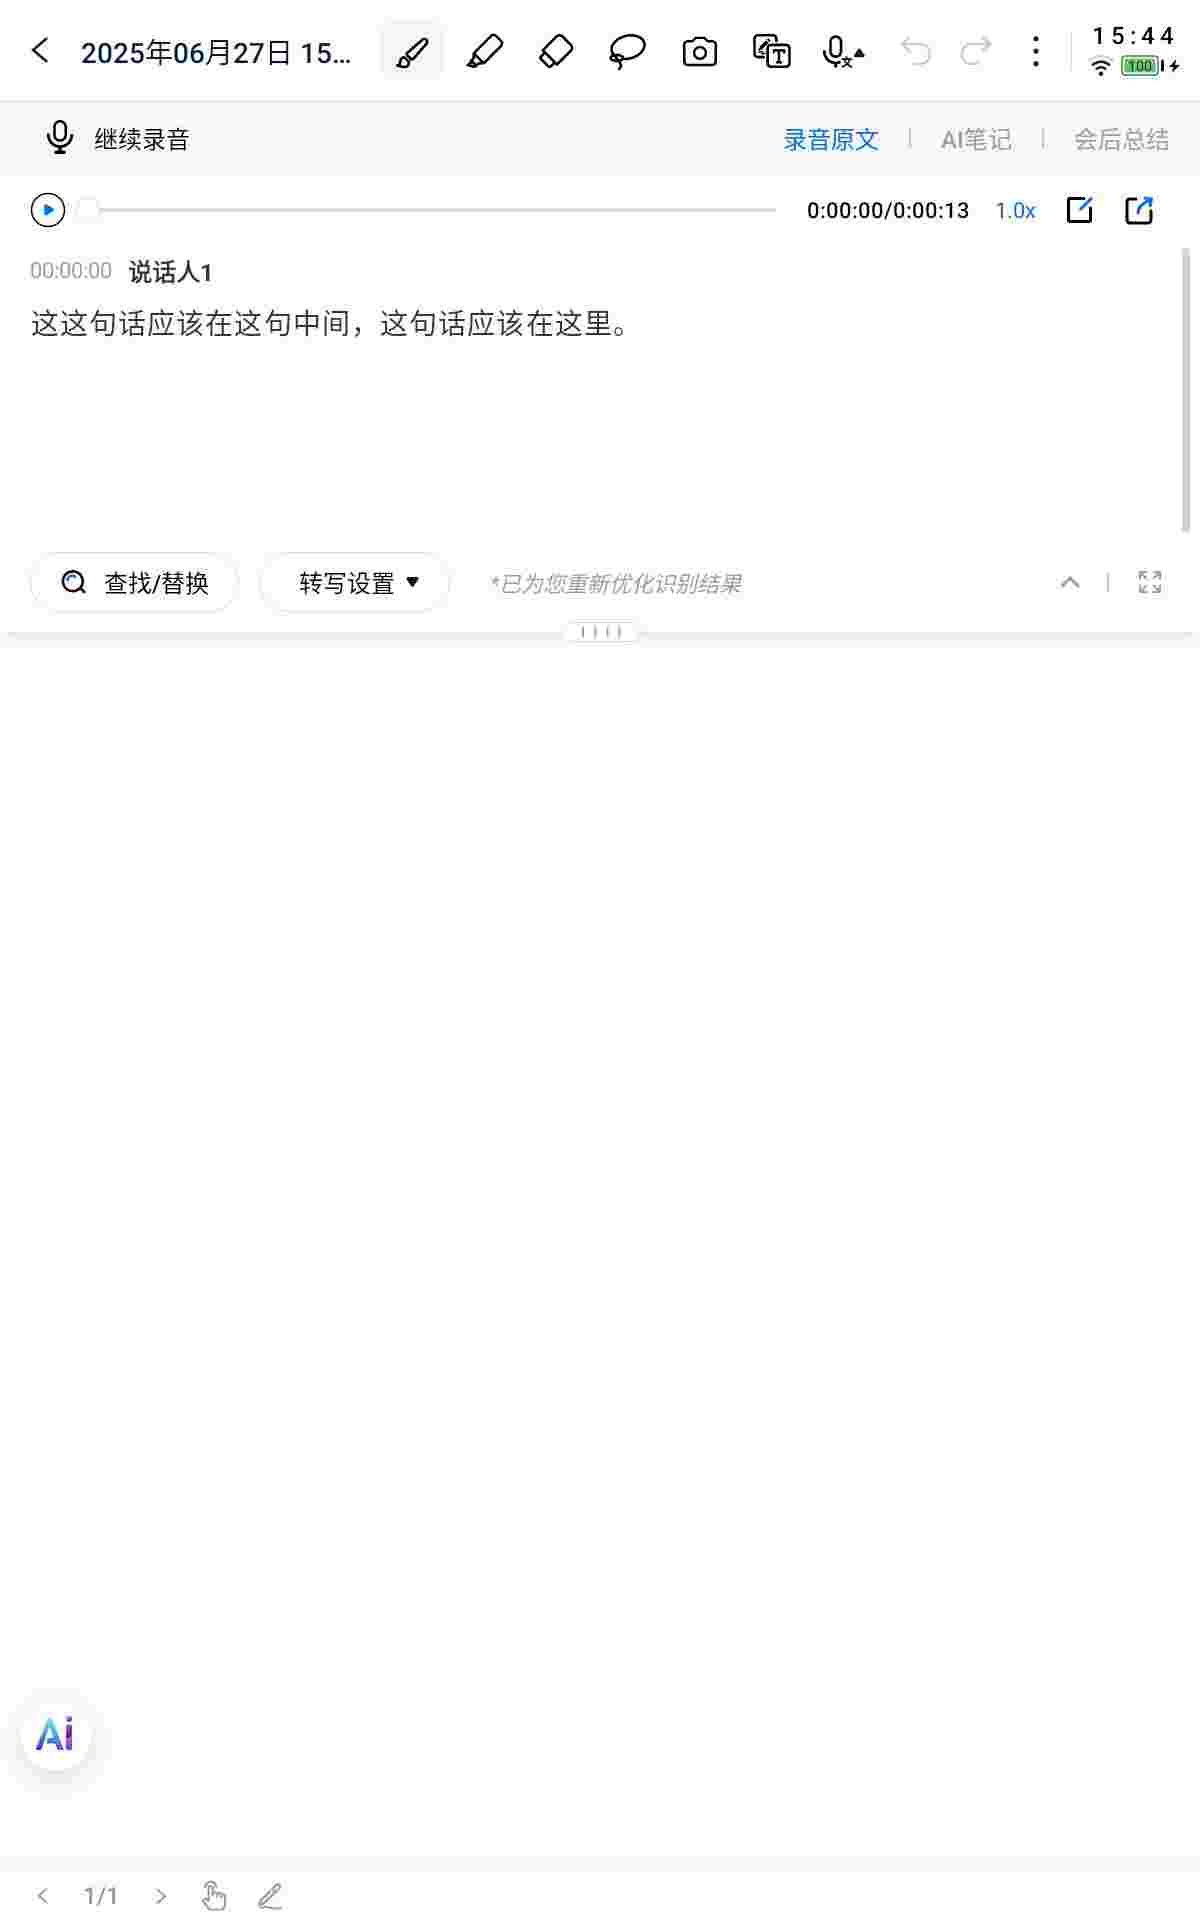 2025年06月27日 15...
15:44
100
继续录音
录音原文
AI笔记
会后总结
0:00:00/0:00:13
1.0x
00:00:00 说话人1
这这句话应该在这句中间，这句话应该在这里。
查找/替换
转写设置
*已为您重新优化识别结果
Ai
1/1